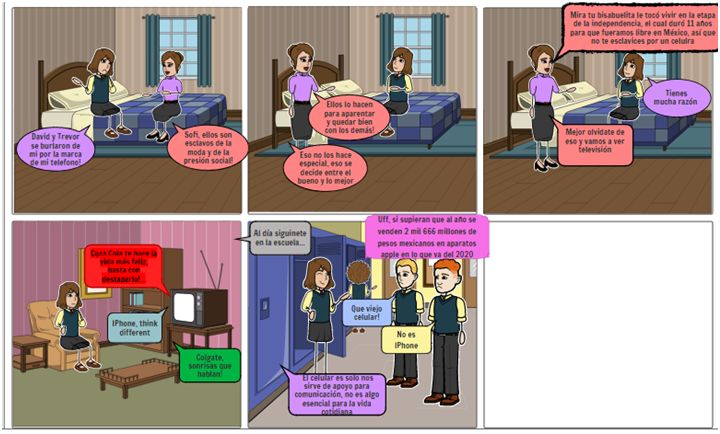 David y Trevor
se burlaron de
mi por la marca
de mi telefono!
Sofi, ellos son
esclavos de la
moda y de la
presión social!
Ellos lo hacen
para aparentar
y quedar bien
con los demás!
Eso no los hace
especial, eso se
decide entre el
bueno y lo mejor
Mira tu bisabuelita le tocó vivir en la etapa
de la independencia, el cual duró 11 años
para que fueramos libre en México, así que
no te esclavices por un celulra
Tienes
mucha razón
Mejor olvidate de
eso y vamos a ver
televisión
Coca Cola te hace la
vida más feliz,
basta con
destaparlo!...
IPhone, think
different
Colgate,
sonrisas que
hablan!
Al día siguinete
en la escuela...
Uff, si supieran que al año se
venden 2 mil 666 millones de
pesos mexicanos en aparatos
apple en lo que va del 2020
Que viejo
celular!
No es
iPhone
El celular es solo nos
sirve de apoyo para
comunicación, no es algo
esencial para la vida
cotidiana